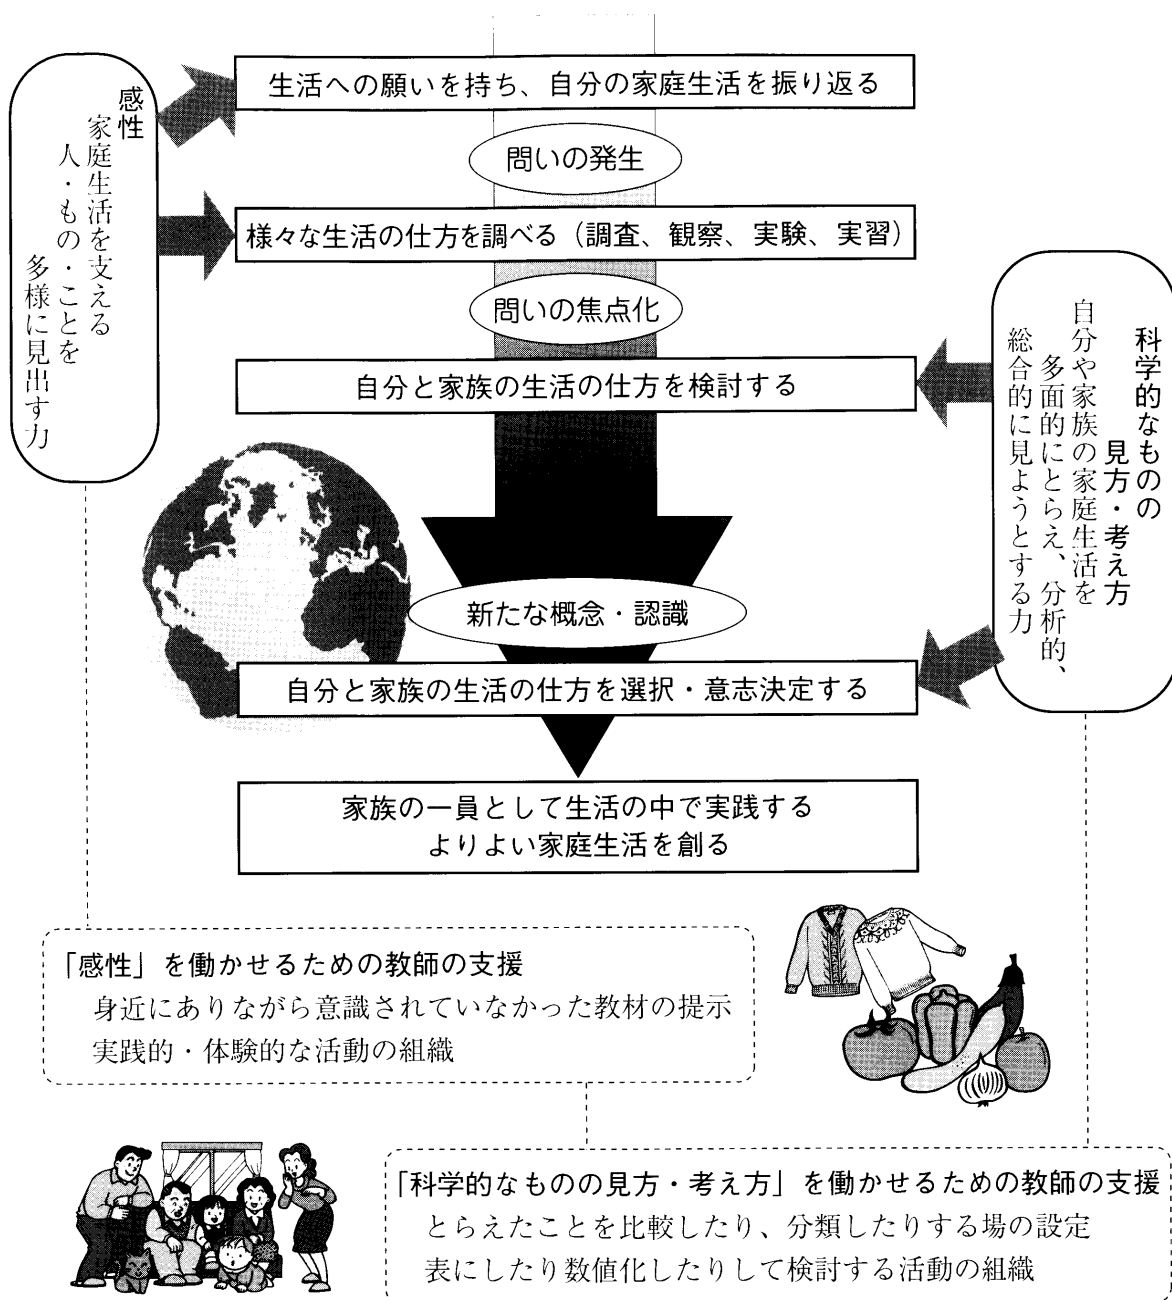 生活への願いを持ち、自分の家庭生活を振り返る
問いの発生
様々な生活の仕方を調べる（調査、観察、実験、実習）
問いの焦点化
自分と家族の生活の仕方を検討する
新たな概念・認識
自分と家族の生活の仕方を選択・意志決定する
家族の一員として生活の中で実践する
よりよい家庭生活を創る
感性
家庭生活を支える
人・もの・ことを
多様に見出す力
科学的なものの
見方・考え方
自分や家族の家庭生活を
多面的にとらえ、分析的、
総合的に見ようとする力
「感性」を働かせるための教師の支援
身近にありながら意識されていなかった教材の提示
実践的・体験的な活動の組織
「科学的なものの見方・考え方」を働かせるための教師の支援
とらえたことを比較したり、分類したりする場の設定
表にしたり数値化したりして検討する活動の組織